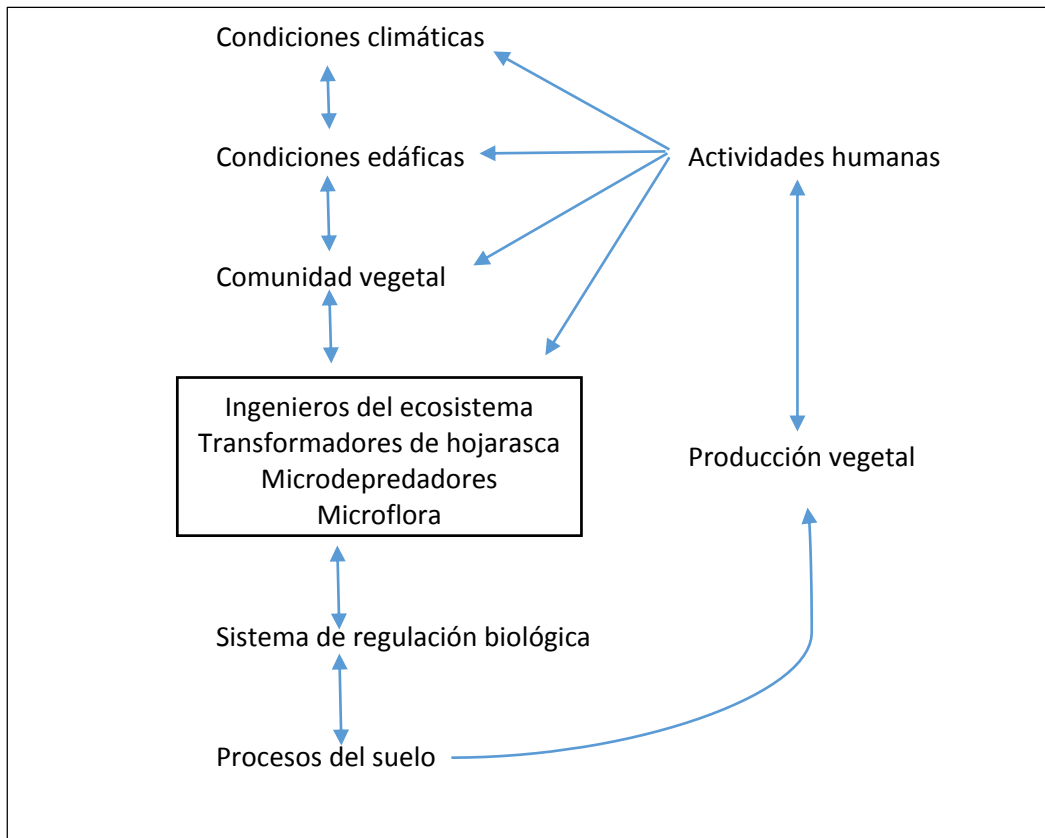 Condiciones climáticas
Condiciones edáficas
Actividades humanas
Comunidad vegetal
Ingenieros del ecosistema
Transformadores de hojarasca
Microdepredadores
Microflora
Producción vegetal
Sistema de regulación biológica
Procesos del suelo